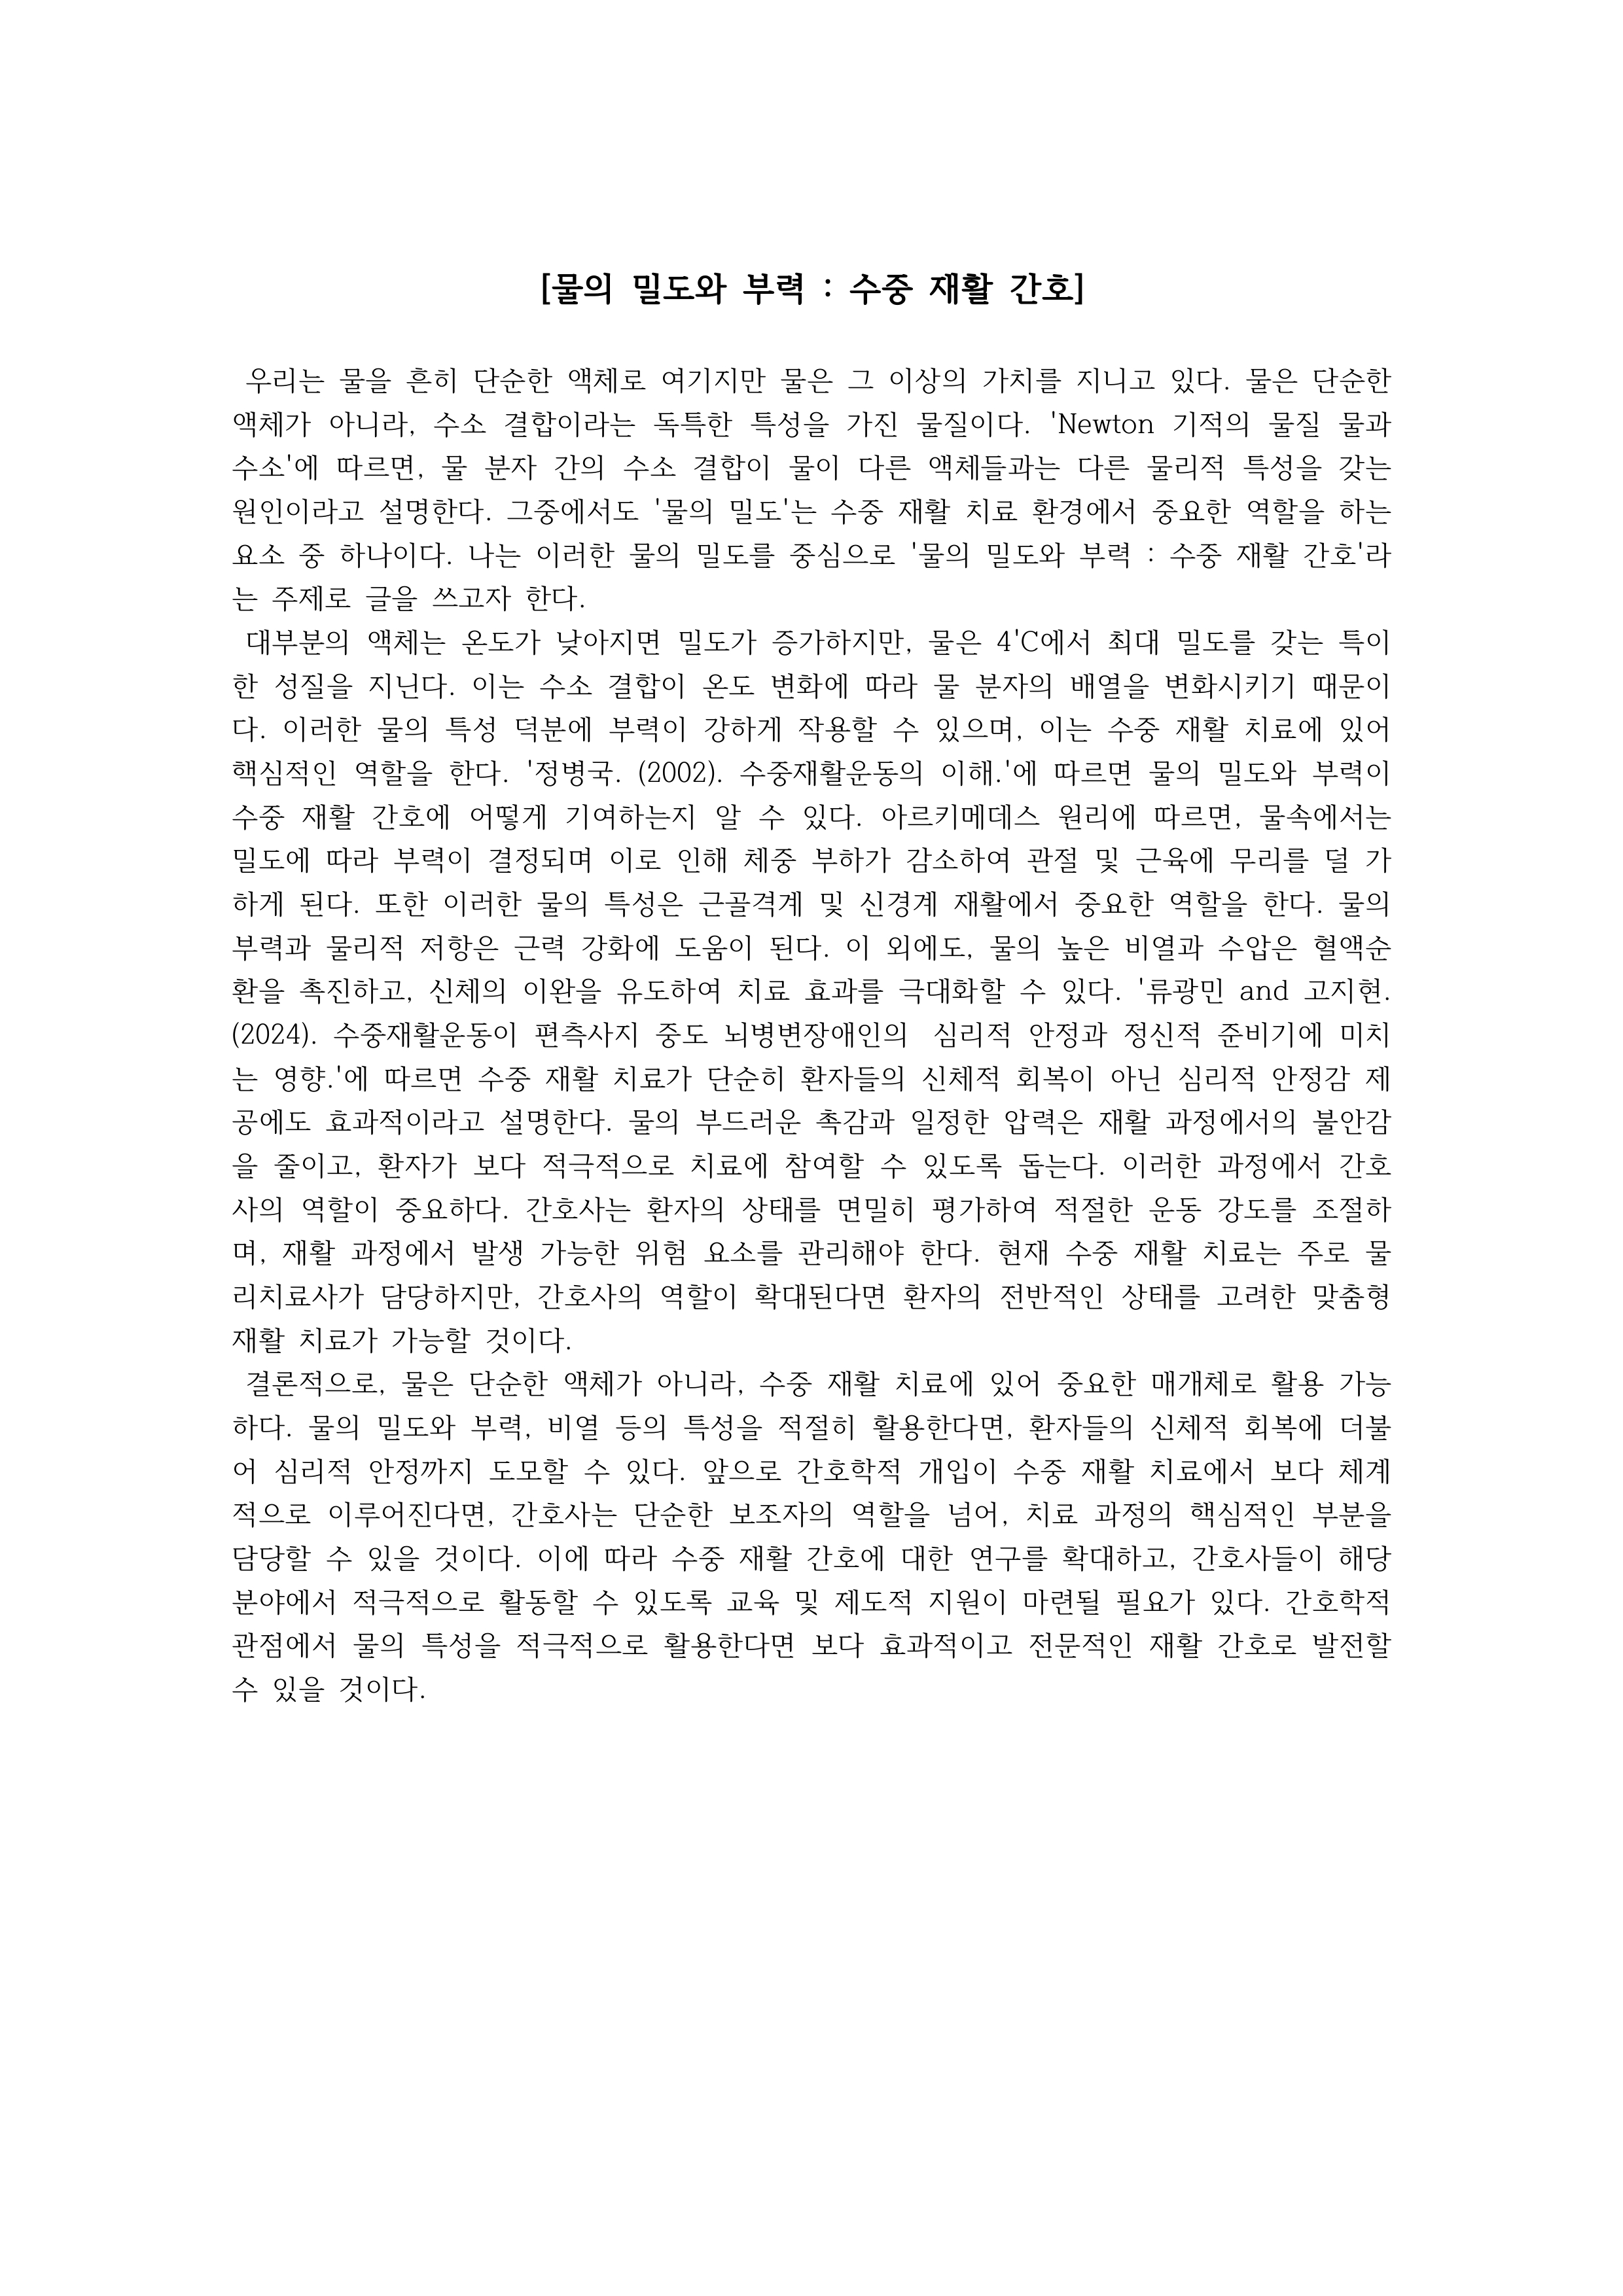 [물의 밀도와 부력 : 수중 재활 간호]
우리는 물을 흔히 단순한 액체로 여기지만 물은 그 이상의 가치를 지니고 있다. 물은 단순한
액체가 아니라, 수소 결합이라는 독특한 특성을 가진 물질이다. 'Newton 기적의 물질 물과
수소'에 따르면, 물 분자 간의 수소 결합이 물이 다른 액체들과는 다른 물리적 특성을 갖는
원인이라고 설명한다. 그중에서도 '물의 밀도'는 수중 재활 치료 환경에서 중요한 역할을 하는
요소 중 하나이다. 나는 이러한 물의 밀도를 중심으로 '물의 밀도와 부력 : 수중 재활 간호'라
는 주제로 글을 쓰고자 한다.
대부분의 액체는 온도가 낮아지면 밀도가 증가하지만, 물은 4'C에서 최대 밀도를 갖는 특이
한 성질을 지닌다. 이는 수소 결합이 온도 변화에 따라 물 분자의 배열을 변화시키기 때문이
다. 이러한 물의 특성 덕분에 부력이 강하게 작용할 수 있으며, 이는 수중 재활 치료에 있어
핵심적인 역할을 한다. '정병국. (2002). 수중재활운동의 이해.'에 따르면 물의 밀도와 부력이
수중 재활 간호에 어떻게 기여하는지 알 수 있다. 아르키메데스 원리에 따르면, 물속에서는
밀도에 따라 부력이 결정되며 이로 인해 체중 부하가 감소하여 관절 및 근육에 무리를 덜 가
하게 된다. 또한 이러한 물의 특성은 근골격계 및 신경계 재활에서 중요한 역할을 한다. 물의
부력과 물리적 저항은 근력 강화에 도움이 된다. 이 외에도, 물의 높은 비열과 수압은 혈액순
환을 촉진하고, 신체의 이완을 유도하여 치료 효과를 극대화할 수 있다. '류광민 and 고지현.
(2024). 수중재활운동이 편측사지 중도 뇌병변장애인의 심리적 안정과 정신적 준비기에 미치
는 영향.'에 따르면 수중 재활 치료가 단순히 환자들의 신체적 회복이 아닌 심리적 안정감 제
공에도 효과적이라고 설명한다. 물의 부드러운 촉감과 일정한 압력은 재활 과정에서의 불안감
을 줄이고, 환자가 보다 적극적으로 치료에 참여할 수 있도록 돕는다. 이러한 과정에서 간호
사의 역할이 중요하다. 간호사는 환자의 상태를 면밀히 평가하여 적절한 운동 강도를 조절하
며, 재활 과정에서 발생 가능한 위험 요소를 관리해야 한다. 현재 수중 재활 치료는 주로 물
리치료사가 담당하지만, 간호사의 역할이 확대된다면 환자의 전반적인 상태를 고려한 맞춤형
재활 치료가 가능할 것이다.
결론적으로, 물은 단순한 액체가 아니라, 수중 재활 치료에 있어 중요한 매개체로 활용 가능
하다. 물의 밀도와 부력, 비열 등의 특성을 적절히 활용한다면, 환자들의 신체적 회복에 더불
어 심리적 안정까지 도모할 수 있다. 앞으로 간호학적 개입이 수중 재활 치료에서 보다 체계
적으로 이루어진다면, 간호사는 단순한 보조자의 역할을 넘어, 치료 과정의 핵심적인 부분을
담당할 수 있을 것이다. 이에 따라 수중 재활 간호에 대한 연구를 확대하고, 간호사들이 해당
분야에서 적극적으로 활동할 수 있도록 교육 및 제도적 지원이 마련될 필요가 있다. 간호학적
관점에서 물의 특성을 적극적으로 활용한다면 보다 효과적이고 전문적인 재활 간호로 발전할
수 있을 것이다.